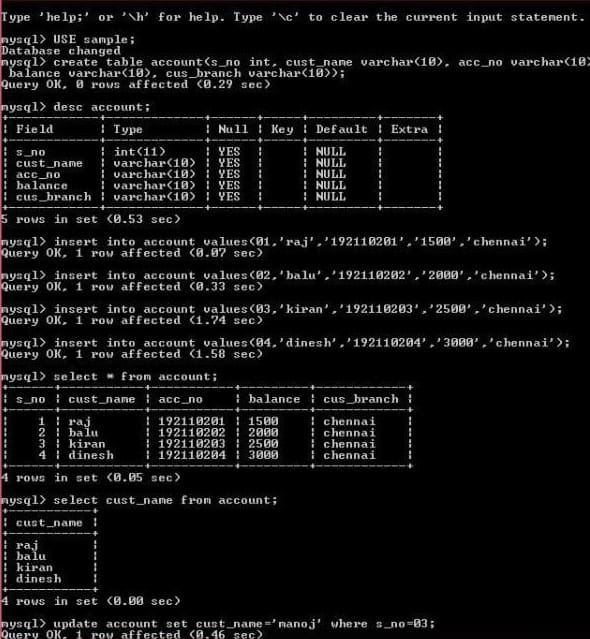 Type 'help;' or '\h' for help. Type '\c' to clear the current input statement.
mysql> USE sample;
Database changed
mysql> create table account(s_no int, cust_name varchar(10), acc_no varchar(10)
 balance varchar(10), cus_branch varchar(10));
Query OK, 0 rows affected (0.29 sec)
mysql> desc account;
+------------+-------------+------+-----+---------+-------+
| Field      | Type        | Null | Key | Default | Extra |
+------------+-------------+------+-----+---------+-------+
| s_no       | int(11)     | YES  |     | NULL    |       |
| cust_name  | varchar(10) | YES  |     | NULL    |       |
| acc_no     | varchar(10) | YES  |     | NULL    |       |
| balance    | varchar(10) | YES  |     | NULL    |       |
| cus_branch | varchar(10) | YES  |     | NULL    |       |
+------------+-------------+------+-----+---------+-------+
5 rows in set (0.53 sec)
mysql> insert into account values(01,'raj','192110201','1500','chennai');
Query OK, 1 row affected (0.07 sec)
mysql> insert into account values(02,'balu','192110202','2000','chennai');
Query OK, 1 row affected (0.33 sec)
mysql> insert into account values(03,'kiran','192110203','2500','chennai');
Query OK, 1 row affected (1.74 sec)
mysql> insert into account values(04,'dinesh','192110204','3000','chennai');
Query OK, 1 row affected (1.58 sec)
mysql> select * from account;
+------+-----------+-----------+---------+------------+
| s_no | cust_name | acc_no    | balance | cus_branch |
+------+-----------+-----------+---------+------------+
|    1 | raj       | 192110201 | 1500    | chennai    |
|    2 | balu      | 192110202 | 2000    | chennai    |
|    3 | kiran     | 192110203 | 2500    | chennai    |
|    4 | dinesh    | 192110204 | 3000    | chennai    |
+------+-----------+-----------+---------+------------+
4 rows in set (0.05 sec)
mysql> select cust_name from account;
+-----------+
| cust_name |
+-----------+
| raj       |
| balu      |
| kiran     |
| dinesh    |
+-----------+
4 rows in set (0.00 sec)
mysql> update account set cust_name='manoj' where s_no=03;
Query OK, 1 row affected (0.46 sec)